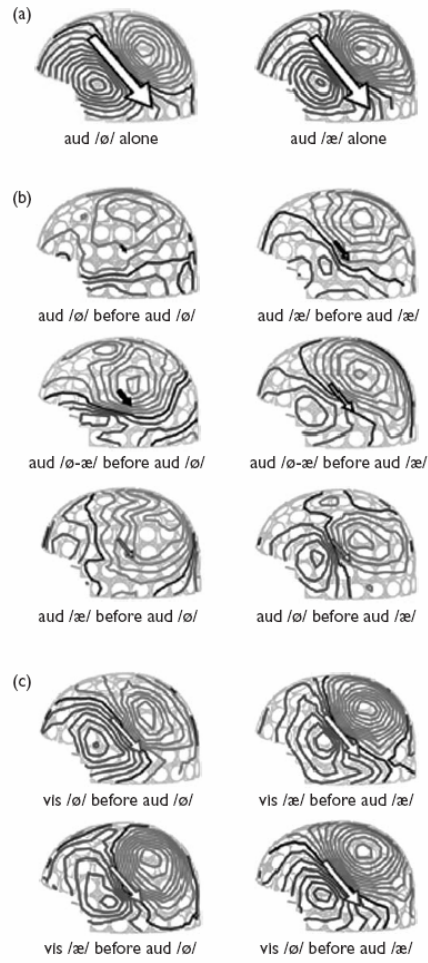 (a)
aud /ø/ alone
aud /æ/ alone
(b)
aud /ø/ before aud /ø/
aud /æ/ before aud /æ/
aud /ø-æ/ before aud /ø/
aud /ø-æ/ before aud /æ/
aud /æ/ before aud /ø/
aud /ø/ before aud /æ/
(c)
vis /ø/ before aud /ø/
vis /æ/ before aud /æ/
vis /æ/ before aud /ø/
vis /ø/ before aud /æ/